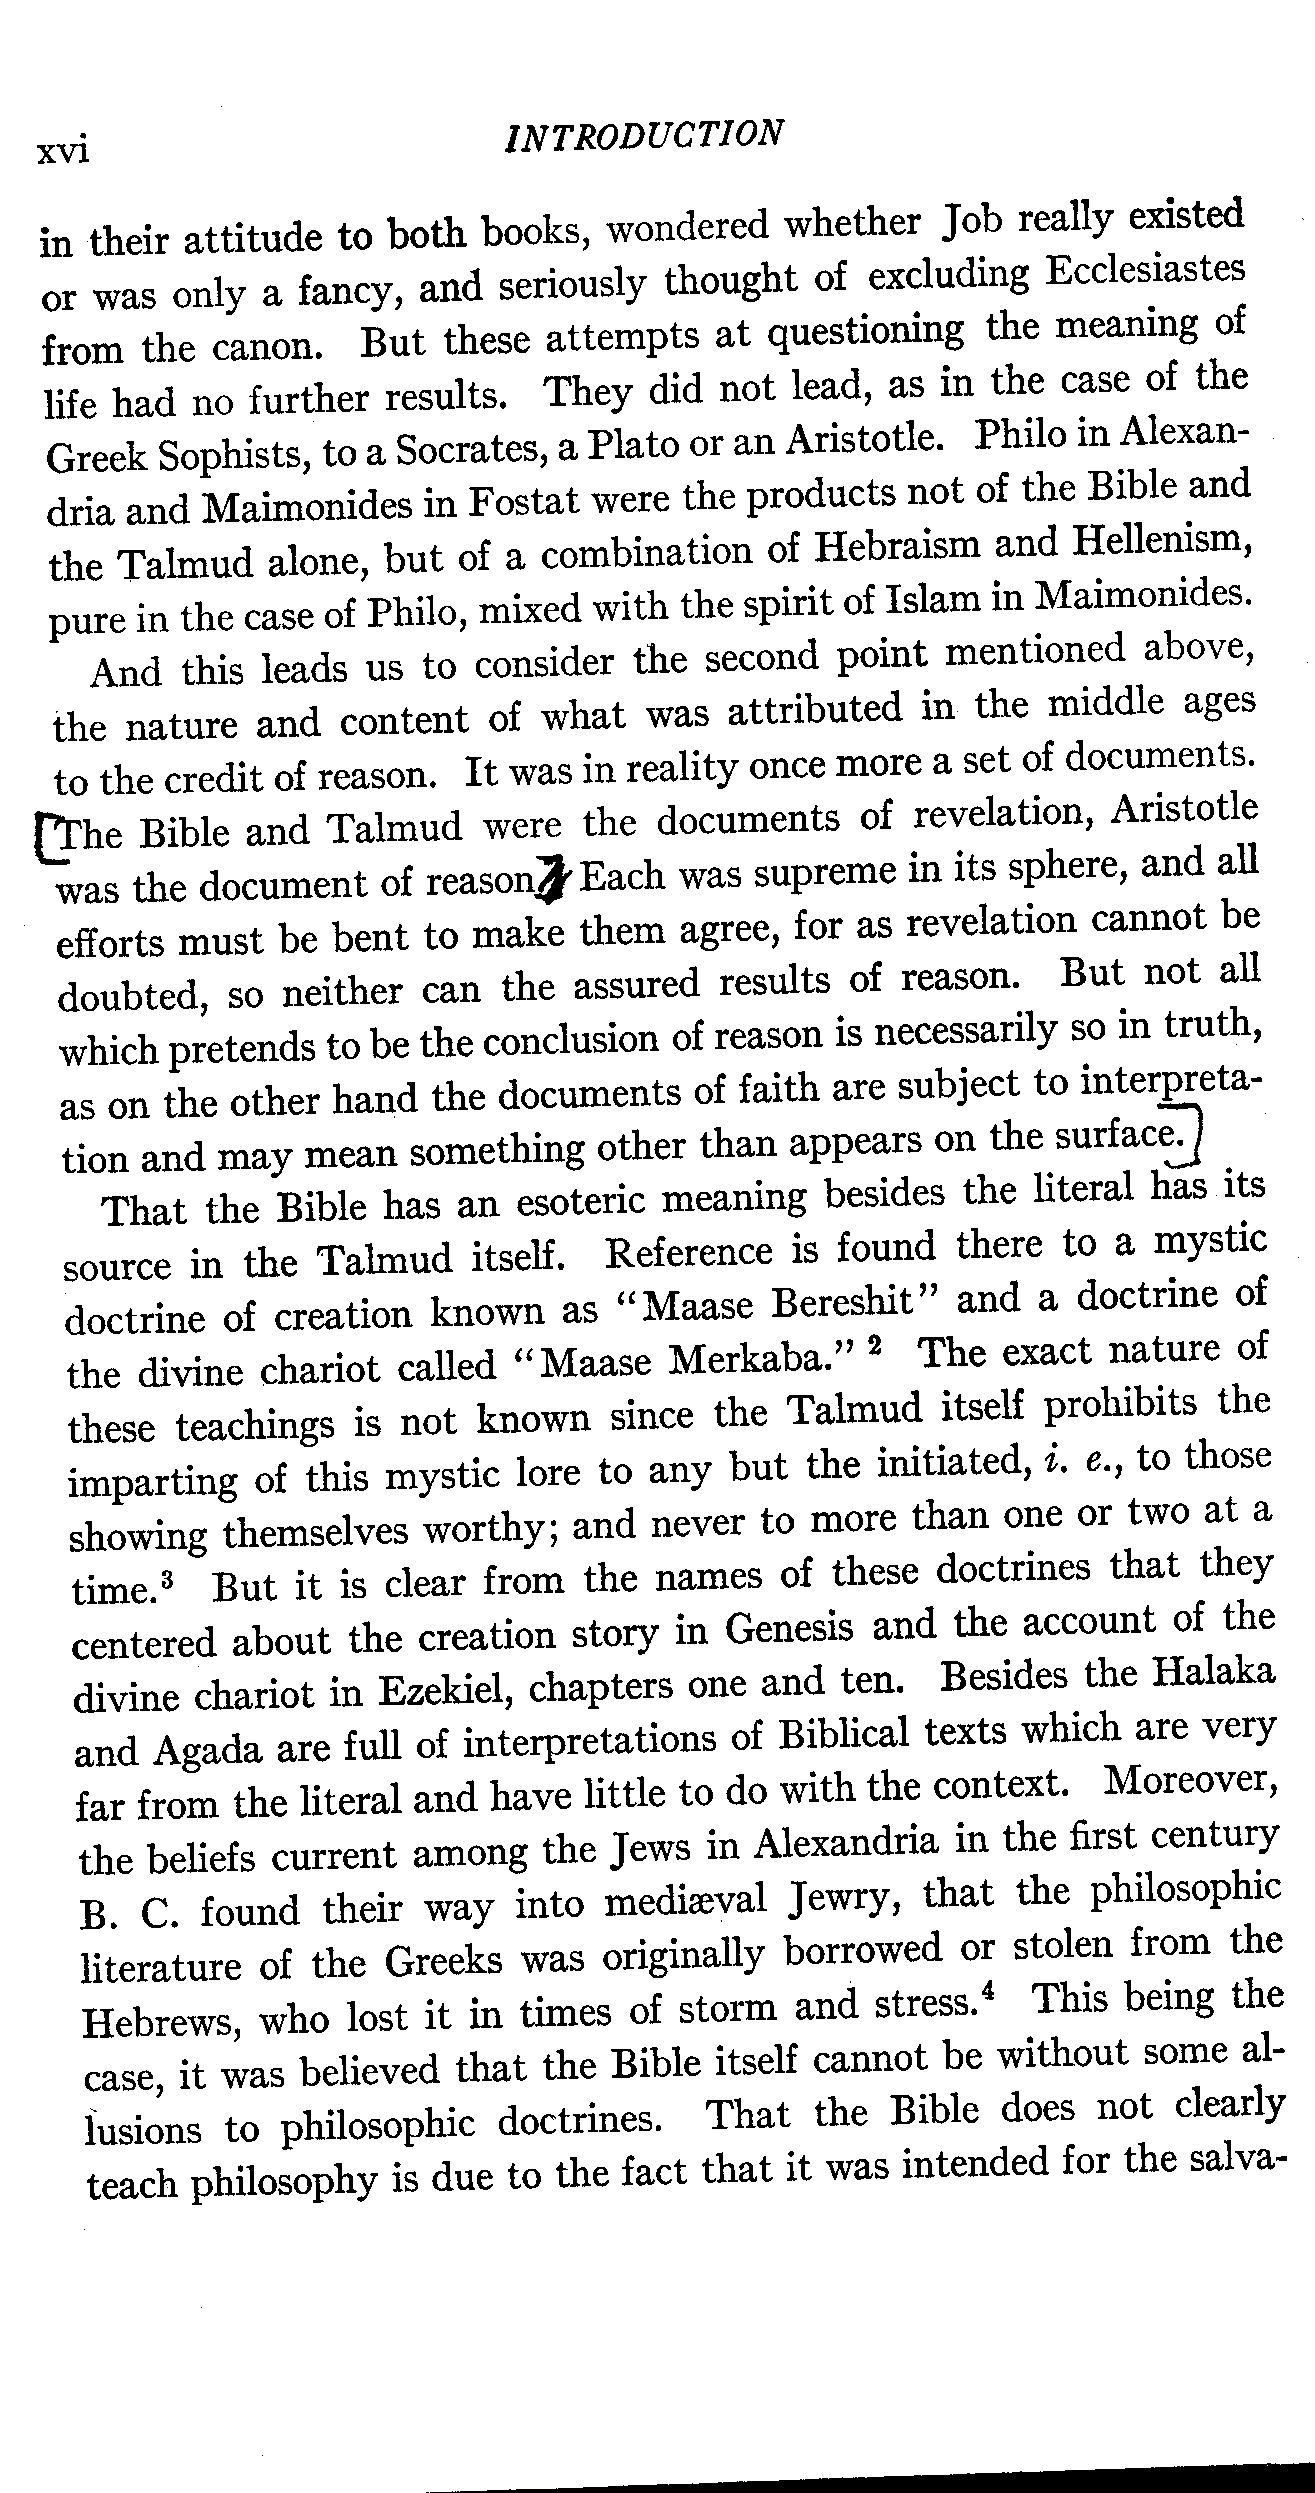 xvi INTRODUCTION
in their attitude to both books, wondered whether Job really existed
or was only a fancy, and seriously thought of excluding Ecclesiastes
from the canon. But these attempts at questioning the meaning of
life had no further results. They did not lead, as in the case of the
Greek Sophists, to a Socrates, a Plato or an Aristotle. Philo in Alexan-
dria and Maimonides in Fostat were the products not of the Bible and
the Talmud alone, but of a combination of Hebraism and Hellenism,
pure in the case of Philo, mixed with the spirit of Islam in Maimonides.
And this leads us to consider the second point mentioned above,
the nature and content of what was attributed in the middle ages
to the credit of reason. It was in reality once more a set of documents.
[The Bible and Talmud were the documents of revelation, Aristotle
was the document of reason. Each was supreme in its sphere, and all
efforts must be bent to make them agree, for as revelation cannot be
doubted, so neither can the assured results of reason. But not all
which pretends to be the conclusion of reason is necessarily so in truth,
as on the other hand the documents of faith are subject to interpreta-
tion and may mean something other than appears on the surface.]
That the Bible has an esoteric meaning besides the literal has its
source in the Talmud itself. Reference is found there to a mystic
doctrine of creation known as “Maase Bereshit” and a doctrine of
the divine chariot called “Maase Merkaba.” ² The exact nature of
these teachings is not known since the Talmud itself prohibits the
imparting of this mystic lore to any but the initiated, i. e., to those
showing themselves worthy; and never to more than one or two at a
time.³ But it is clear from the names of these doctrines that they
centered about the creation story in Genesis and the account of the
divine chariot in Ezekiel, chapters one and ten. Besides the Halaka
and Agada are full of interpretations of Biblical texts which are very
far from the literal and have little to do with the context. Moreover,
the beliefs current among the Jews in Alexandria in the first century
B. C. found their way into mediæval Jewry, that the philosophic
literature of the Greeks was originally borrowed or stolen from the
Hebrews, who lost it in times of storm and stress.⁴ This being the
case, it was believed that the Bible itself cannot be without some al-
lusions to philosophic doctrines. That the Bible does not clearly
teach philosophy is due to the fact that it was intended for the salva-